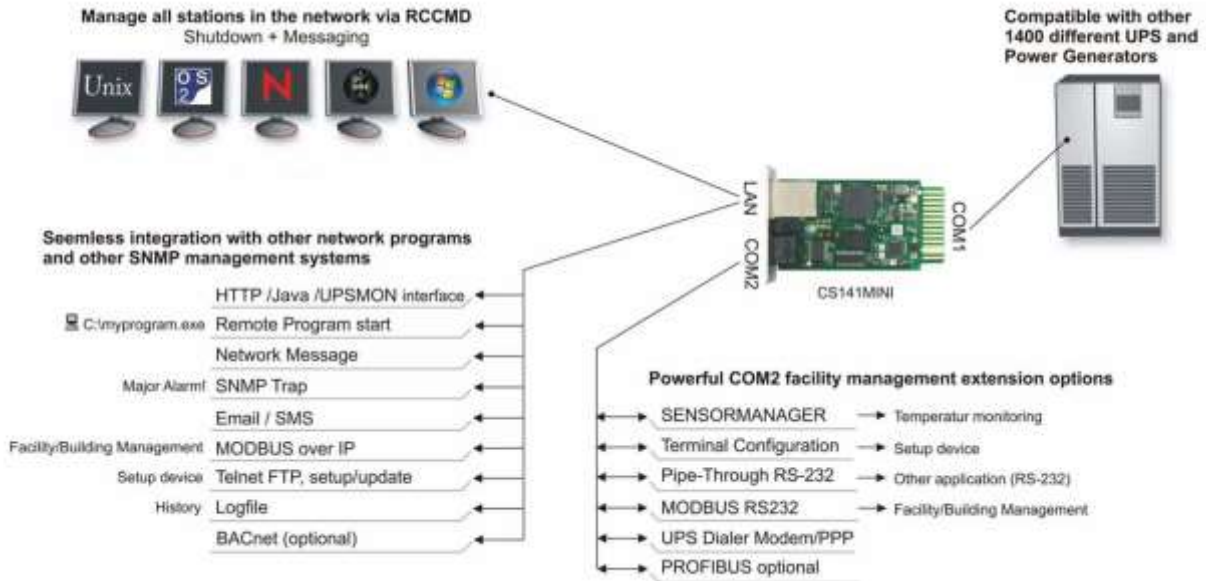 Manage all stations in the network via RCCMD
Shutdown + Messaging
Unix
OS
2
N
Compatible with other
1400 different UPS and
Power Generators
LAN
COM2
COM1
CS141MINI
Seemless integration with other network programs
and other SNMP management systems
HTTP /Java /UPSMON interface
C:\myprogram.exe Remote Program start
Network Message
Major Alarm! SNMP Trap
Email / SMS
Facility/Building Management MODBUS over IP
Setup device Telnet FTP, setup/update
History Logfile
BACnet (optional)
Powerful COM2 facility management extension options
SENSORMANAGER Temperatur monitoring
Terminal Configuration Setup device
Pipe-Through RS-232 Other application (RS-232)
MODBUS RS232 Facility/Building Management
UPS Dialer Modem/PPP
PROFIBUS optional